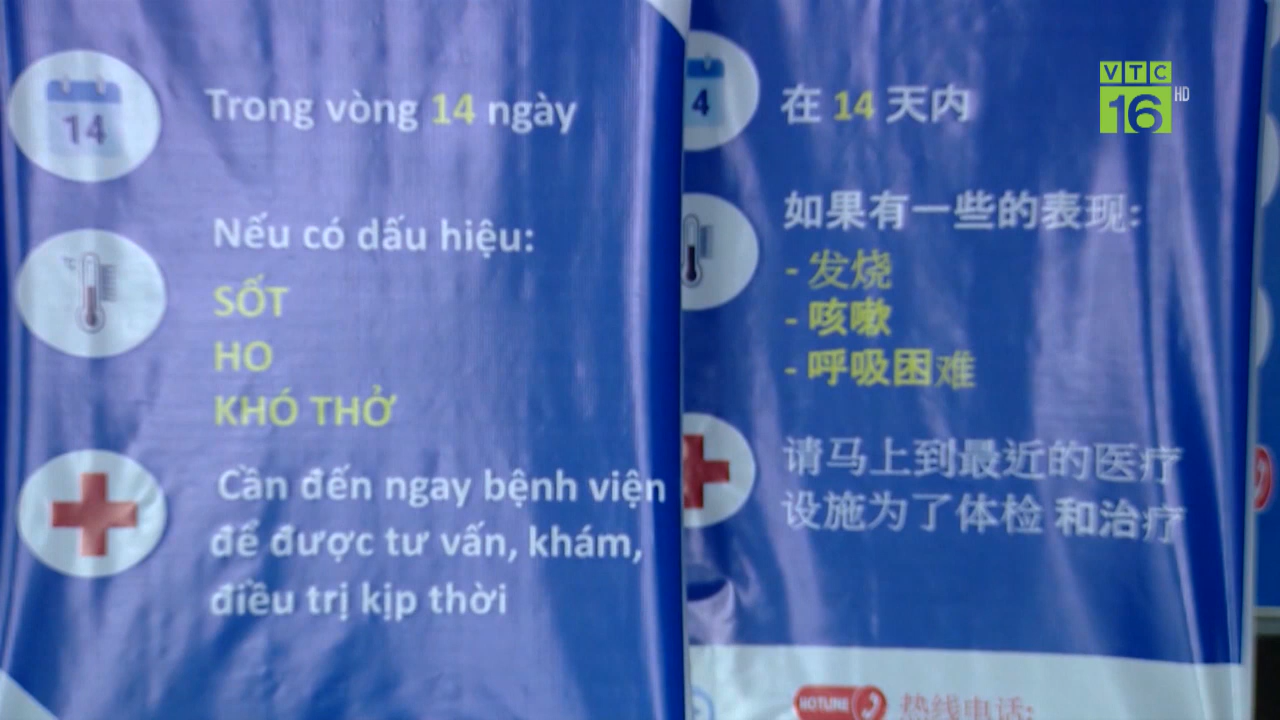 14
Trong vòng 14 ngày
Nếu có dấu hiệu:
SỐT
HO
KHÓ THỞ
Cần đến ngay bệnh viện
để được tư vấn, khám,
điều trị kịp thời
4
在 14 天内
如果有一些的表现:
- 发烧
- 咳嗽
- 呼吸困难
请马上到最近的医疗
设施为了体检 和治疗
HOTLINE 热线电话:
VTC
16 HD